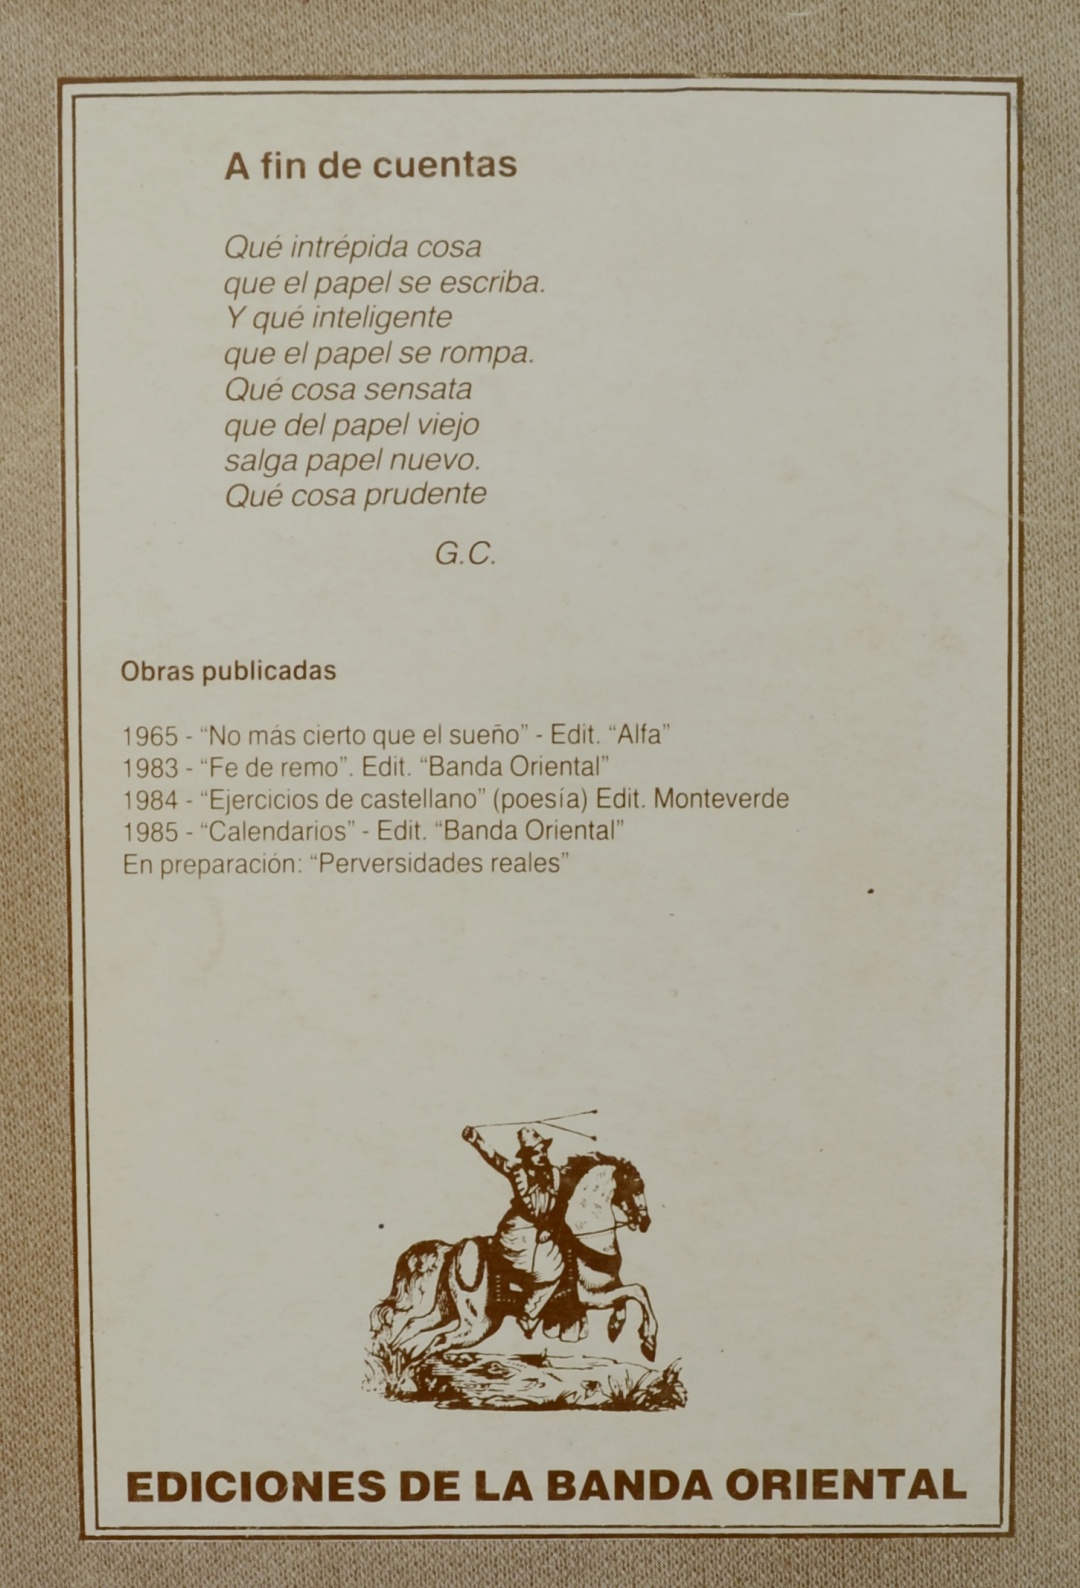 A fin de cuentas
Qué intrépida cosa
que el papel se escriba.
Y qué inteligente
que el papel se rompa.
Qué cosa sensata
que del papel viejo
salga papel nuevo.
Qué cosa prudente
G.C.
Obras publicadas
1965 - “No más cierto que el sueño” - Edit. “Alfa”
1983 - “Fe de remo”. Edit. “Banda Oriental”
1984 - “Ejercicios de castellano” (poesía) Edit. Monteverde
1985 - “Calendarios” - Edit. “Banda Oriental”
En preparación: “Perversidades reales”
EDICIONES DE LA BANDA ORIENTAL